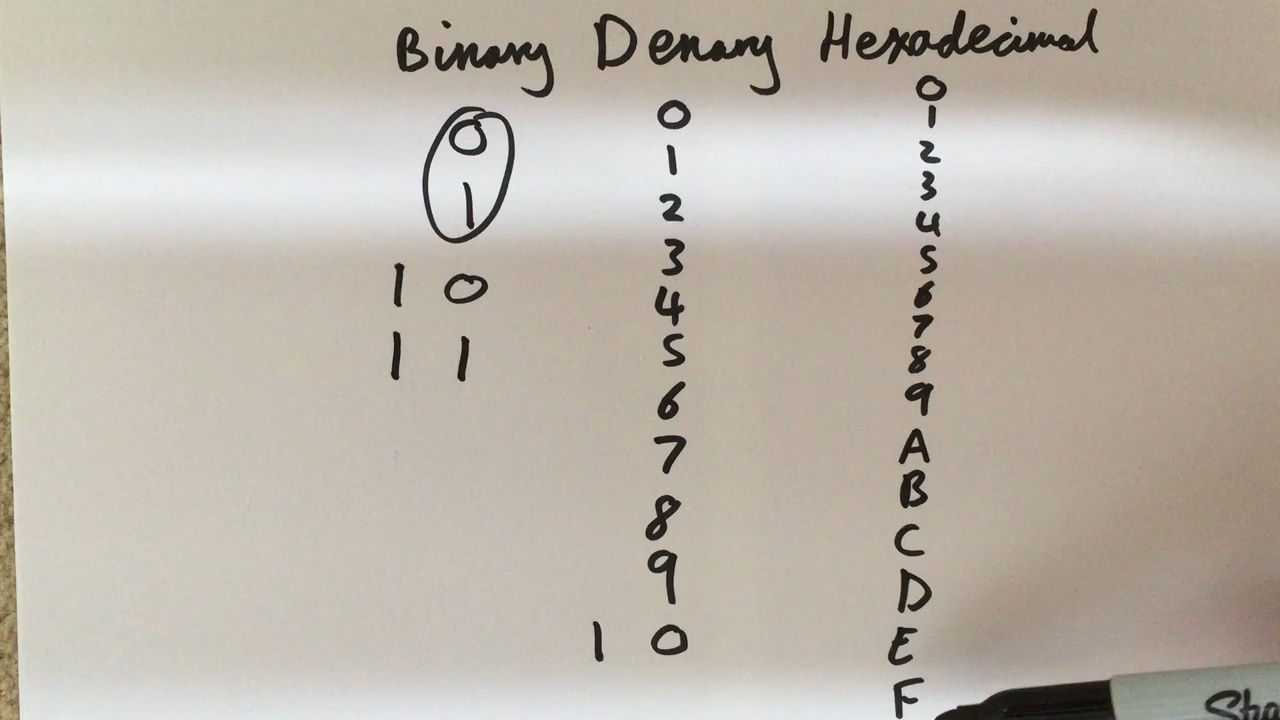 Binary Denary Hexadecimal
0 0 0
1 1 1
1 0 2 2
1 1 3 3
4 4
5 5
6 6
7 7
8 8
9 9
1 0 A
B
C
D
E
F